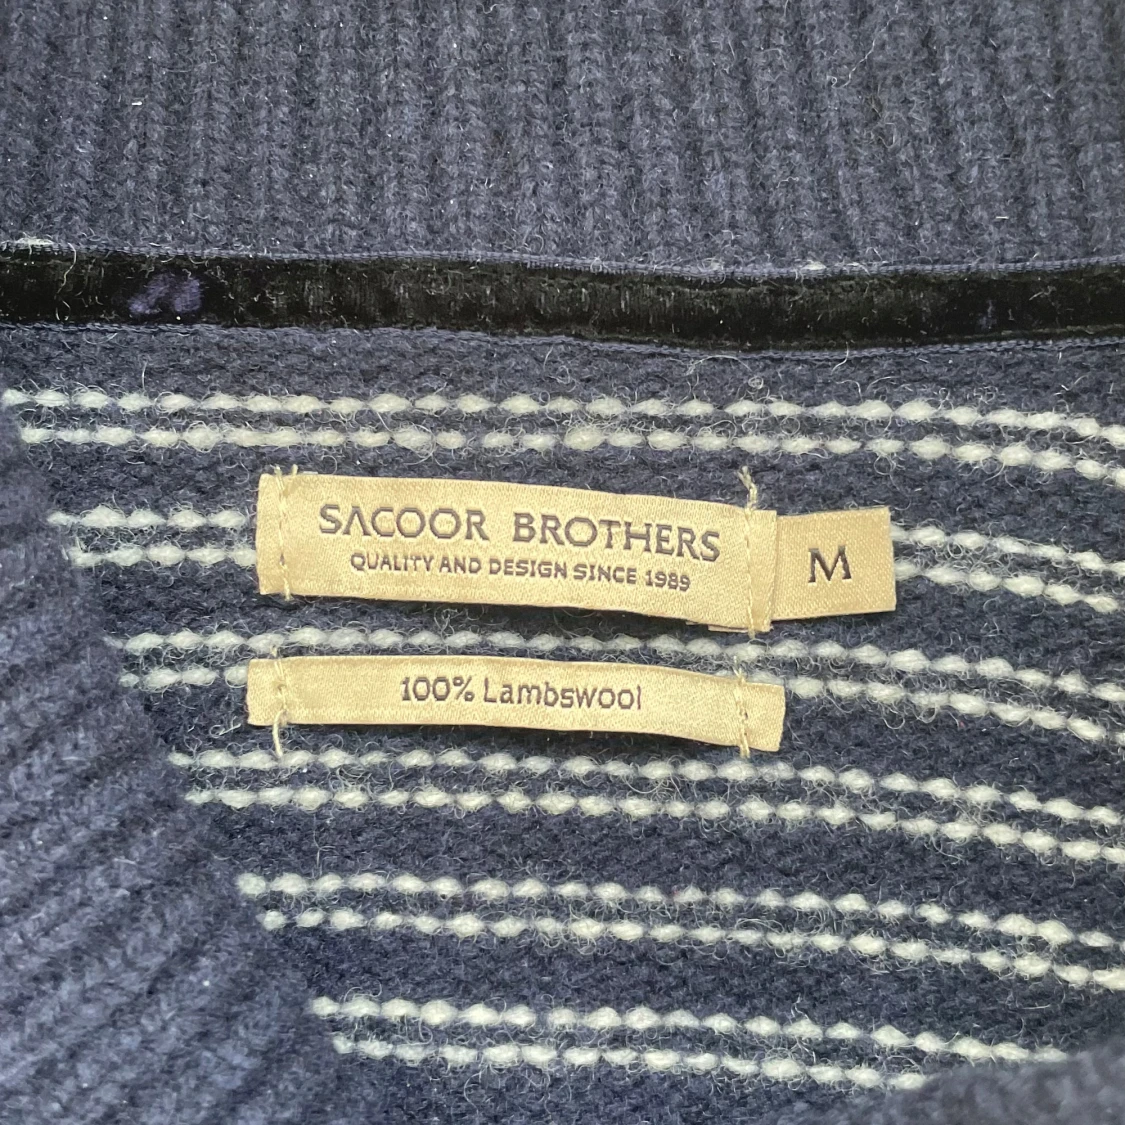 SACOOR BROTHERS
QUALITY AND DESIGN SINCE 1989
M
100% Lambswool